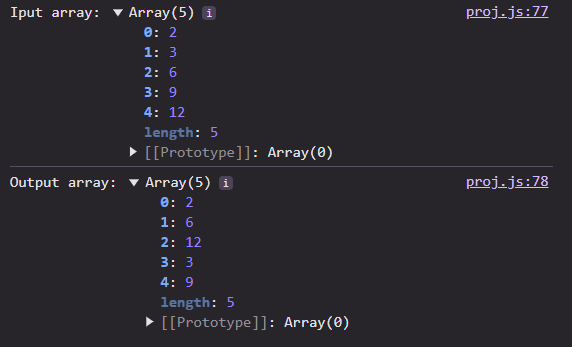 Iput array: ▼ Array(5) i proj.js:77
0: 2
1: 3
2: 6
3: 9
4: 12
length: 5
▶ [[Prototype]]: Array(0)
Output array: ▼ Array(5) i proj.js:78
0: 2
1: 6
2: 12
3: 3
4: 9
length: 5
▶ [[Prototype]]: Array(0)